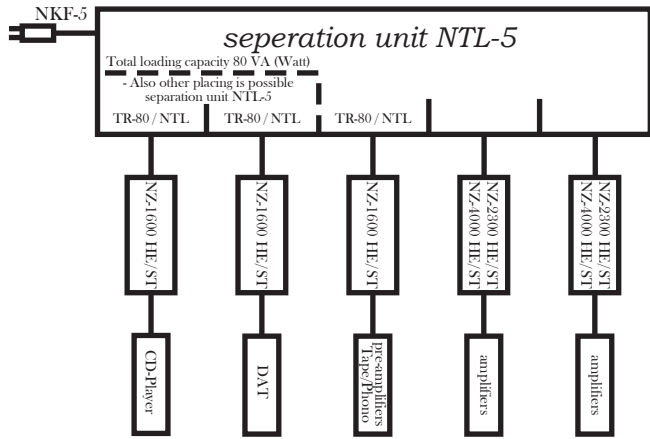 NKF-5
seperation unit NTL-5
Total loading capacity 80 VA (Watt)
- Also other placing is possible
separation unit NTL-5
TR-80 / NTL
TR-80 / NTL
TR-80 / NTL
NZ-1600 HE/ST
NZ-1600 HE/ST
NZ-1600 HE/ST
NZ-2300 HE/ST
NZ-4000 HE/ST
NZ-2300 HE/ST
NZ-4000 HE/ST
CD-Player
DAT
pre-amplifiers
Tape/Phono
amplifiers
amplifiers